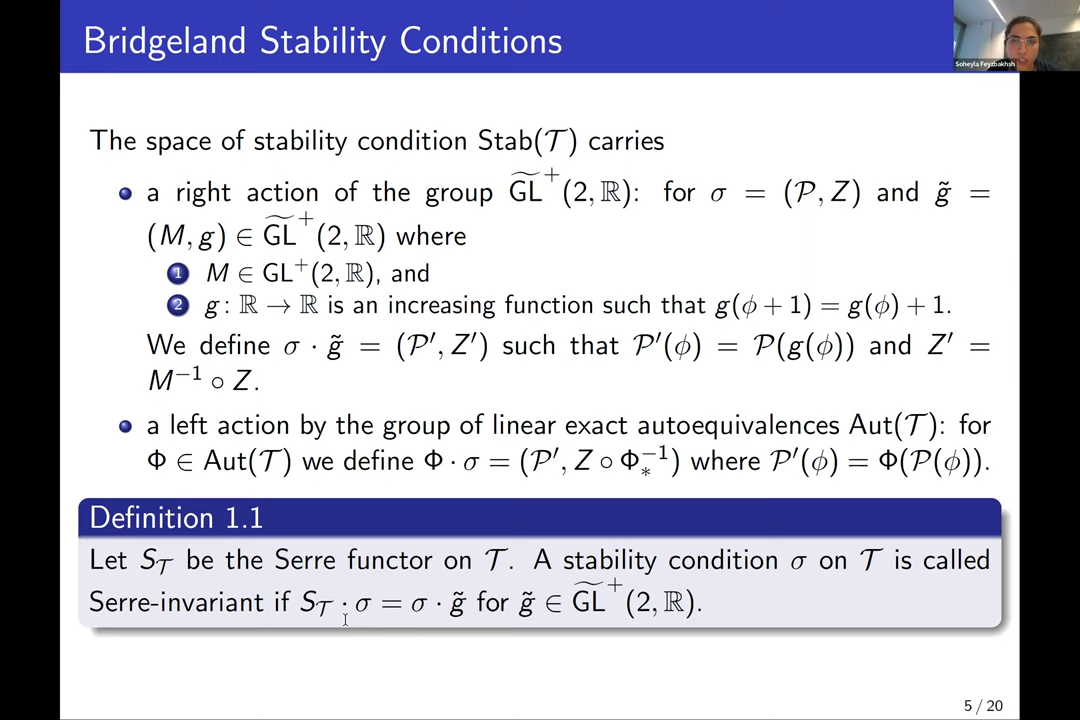 Bridgeland Stability Conditions
Soheyla Feyzbakhsh
The space of stability condition Stab(𝒯) carries
a right action of the group G̃L⁺(2, ℝ): for σ = (𝒫, Z) and g̃ =
(M, g) ∈ G̃L⁺(2, ℝ) where
1 M ∈ GL⁺(2, ℝ), and
2 g: ℝ → ℝ is an increasing function such that g(ϕ + 1) = g(ϕ) + 1.
We define σ · g̃ = (𝒫′, Z′) such that 𝒫′(ϕ) = 𝒫(g(ϕ)) and Z′ =
M⁻¹ ∘ Z.
a left action by the group of linear exact autoequivalences Aut(𝒯): for
Φ ∈ Aut(𝒯) we define Φ · σ = (𝒫′, Z ∘ Φ∗⁻¹) where 𝒫′(ϕ) = Φ(𝒫(ϕ)).
Definition 1.1
Let S_𝒯 be the Serre functor on 𝒯. A stability condition σ on 𝒯 is called
Serre-invariant if S_𝒯 · σ = σ · g̃ for g̃ ∈ G̃L⁺(2, ℝ).
5 / 20